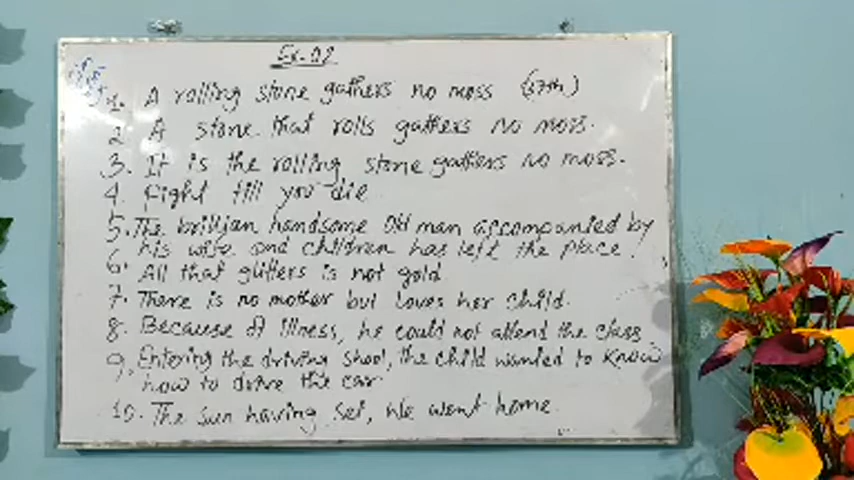 Ex-02
1. A rolling stone gathers no moss (37th)
2. A stone that rolls gathers no moss.
3. It is the rolling stone gathers no moss.
4. Fight till you die
5. The brillian handsome Old man accompanied by
his wife and children has left the place.
6. All that glitters is not gold
7. There is no mother but loves her child.
8. Because of illness, he could not attend the class
9. Entering the driving shool, the child wanted to know
how to drive the car
10. The sun having set, we went home.